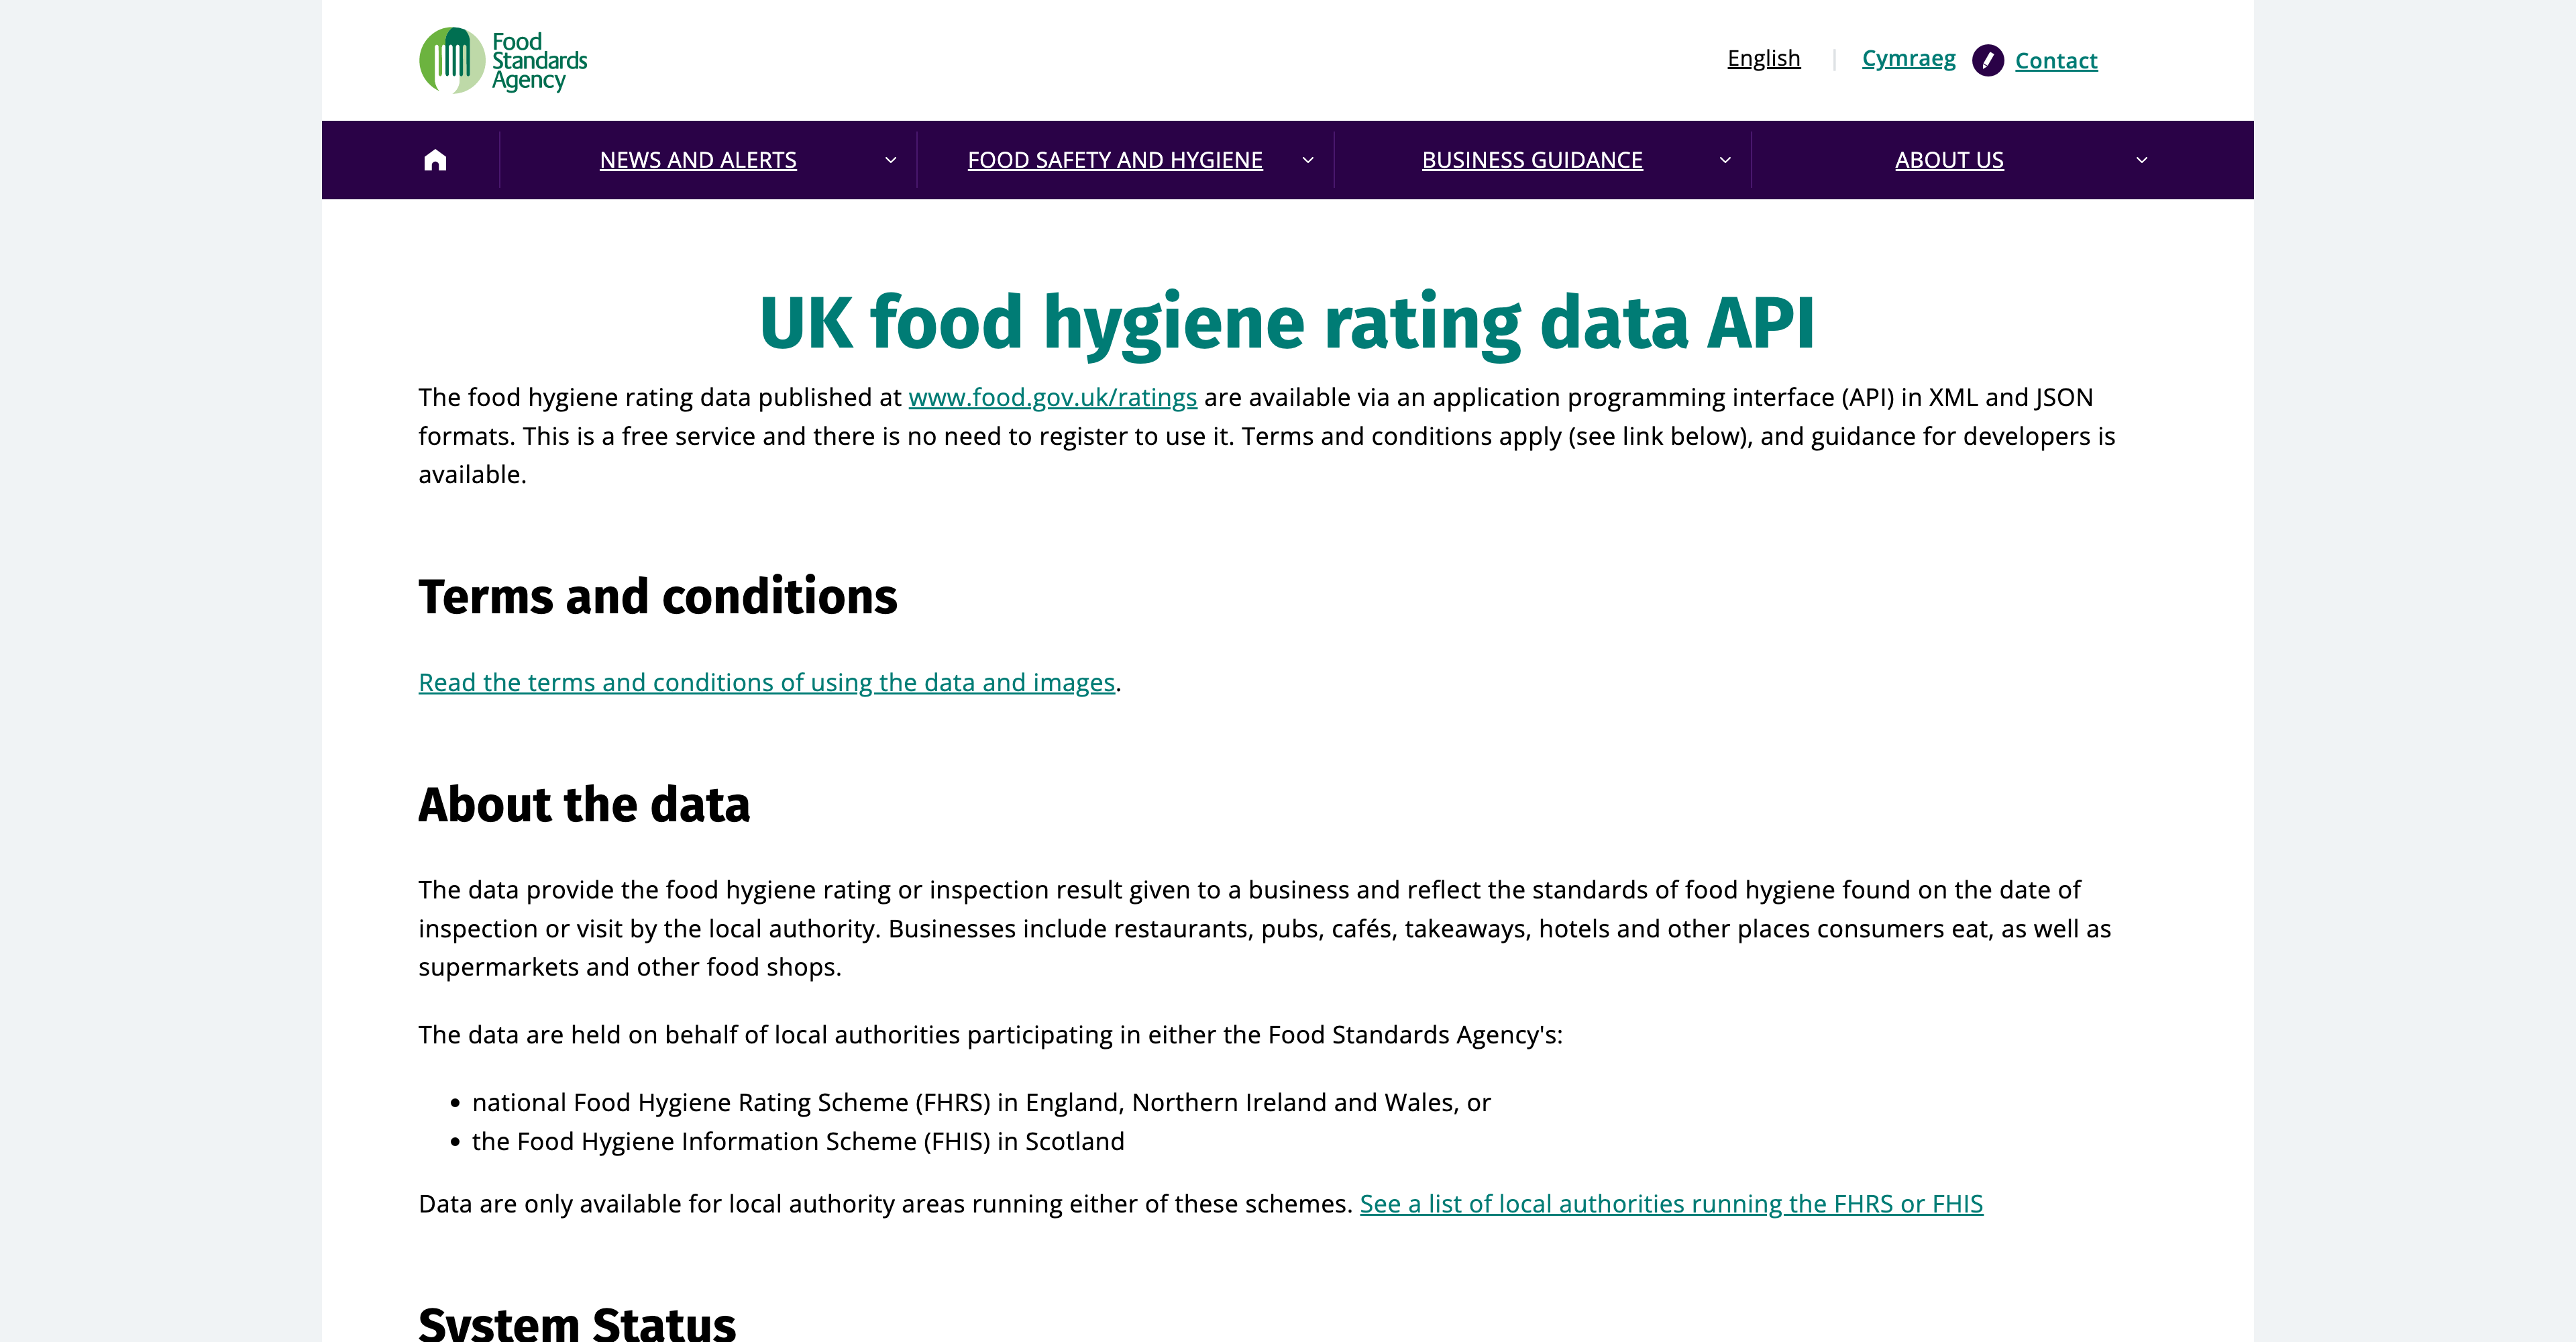 Food
Standards
Agency
English
Cymraeg
Contact
NEWS AND ALERTS
FOOD SAFETY AND HYGIENE
BUSINESS GUIDANCE
ABOUT US
UK food hygiene rating data API
The food hygiene rating data published at www.food.gov.uk/ratings are available via an application programming interface (API) in XML and JSON
formats. This is a free service and there is no need to register to use it. Terms and conditions apply (see link below), and guidance for developers is
available.
Terms and conditions
Read the terms and conditions of using the data and images.
About the data
The data provide the food hygiene rating or inspection result given to a business and reflect the standards of food hygiene found on the date of
inspection or visit by the local authority. Businesses include restaurants, pubs, cafés, takeaways, hotels and other places consumers eat, as well as
supermarkets and other food shops.
The data are held on behalf of local authorities participating in either the Food Standards Agency's:
• national Food Hygiene Rating Scheme (FHRS) in England, Northern Ireland and Wales, or
• the Food Hygiene Information Scheme (FHIS) in Scotland
Data are only available for local authority areas running either of these schemes. See a list of local authorities running the FHRS or FHIS
System Status